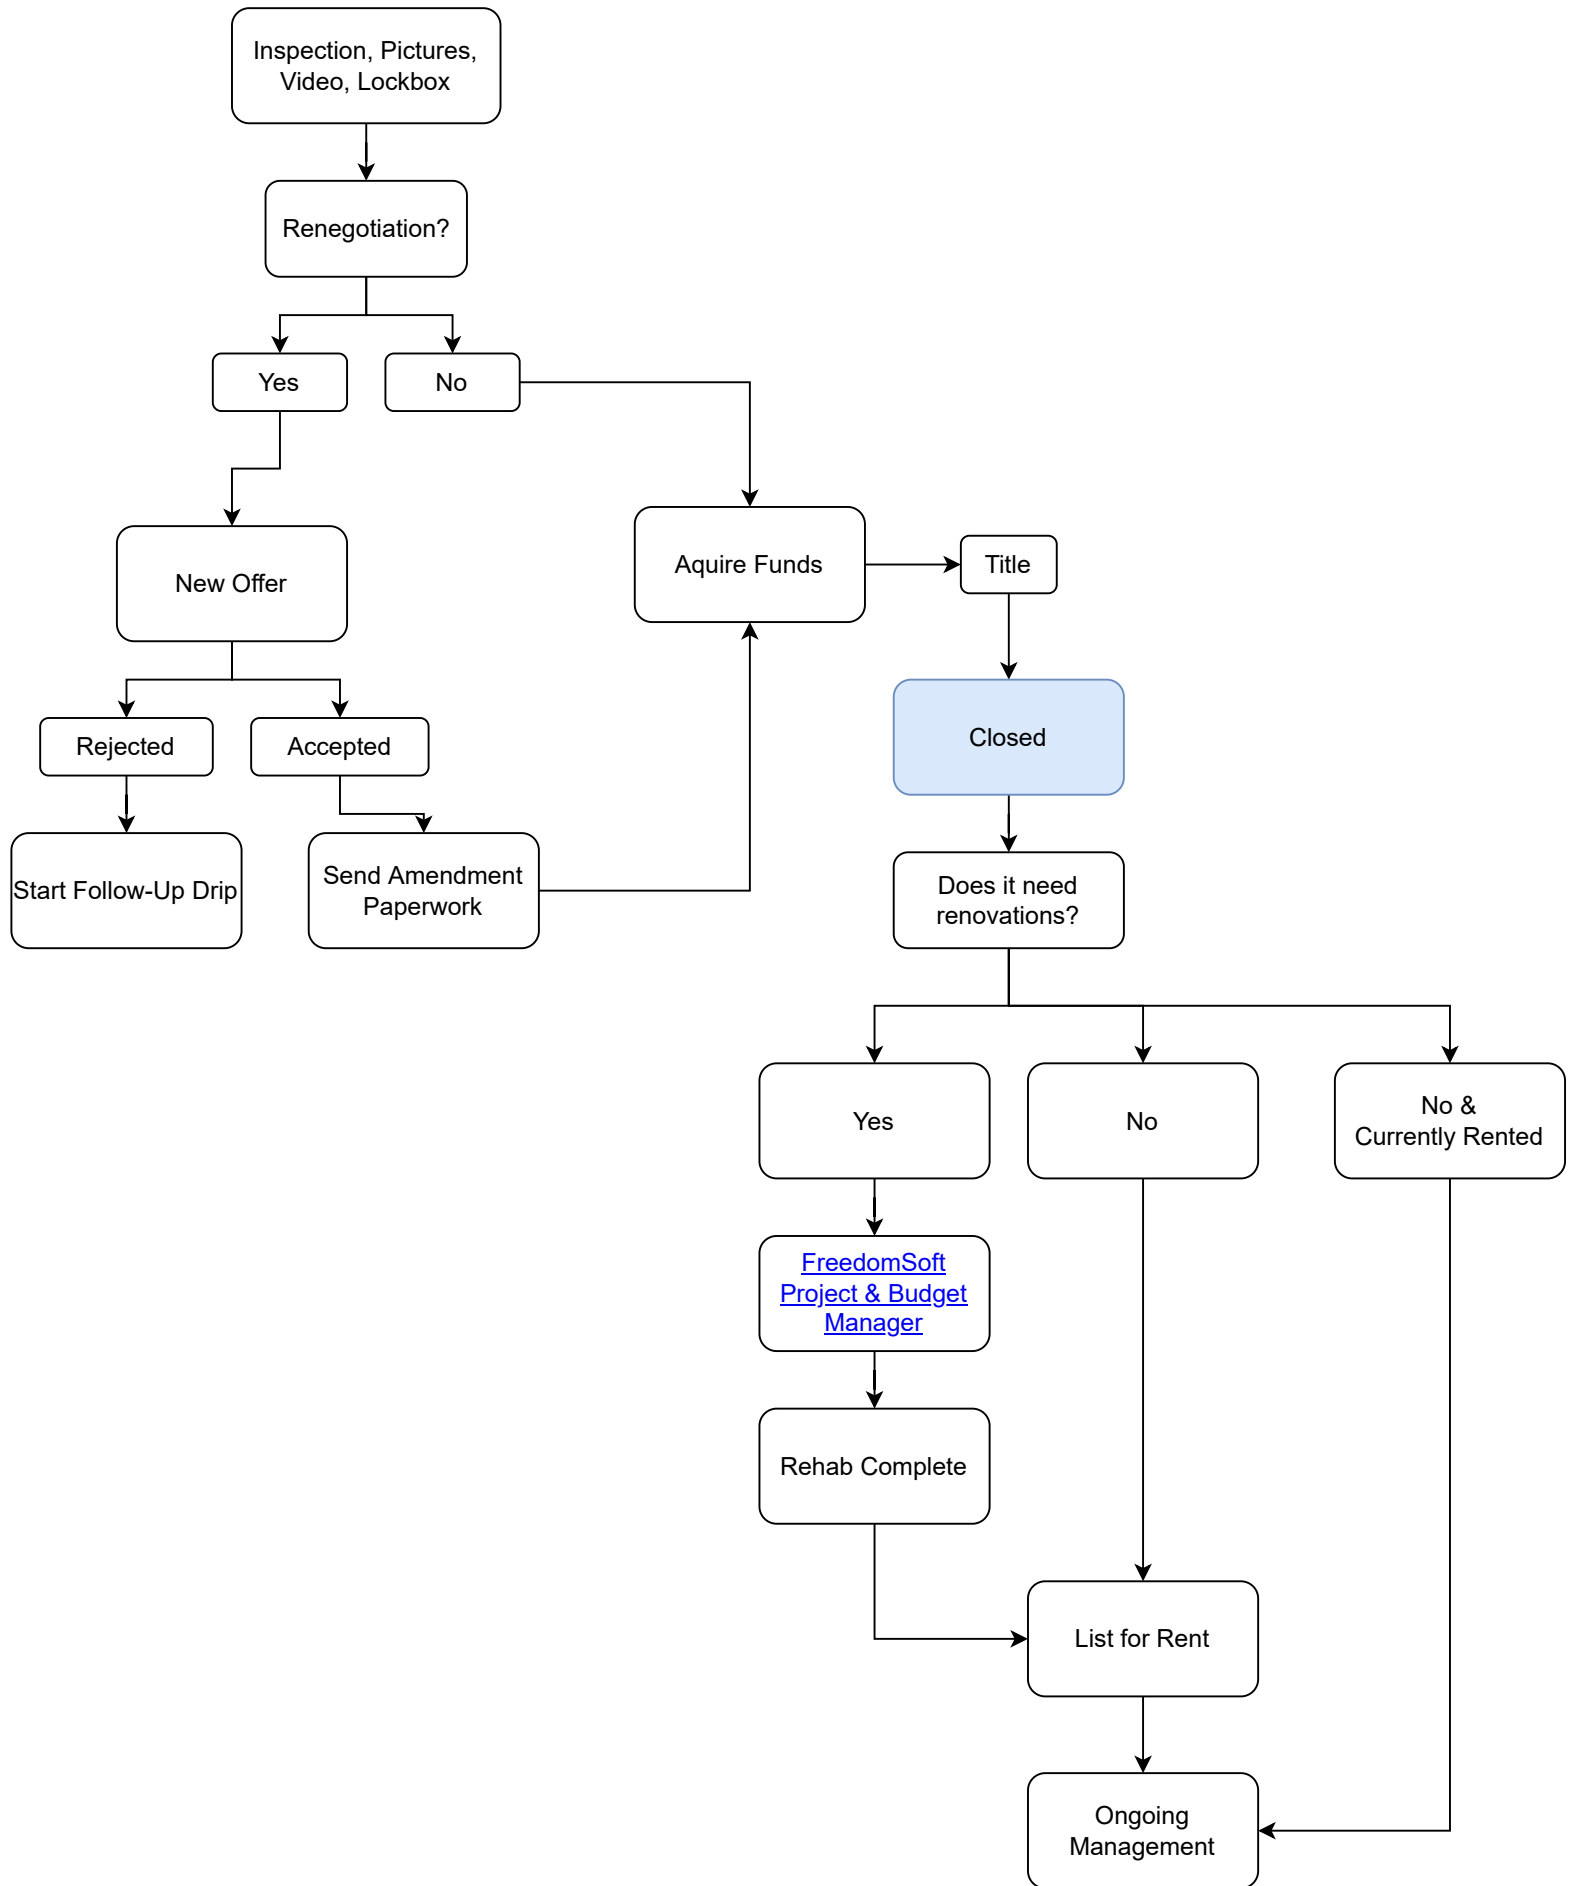 Inspection, Pictures,
Video, Lockbox
Renegotiation?
Yes
No
New Offer
Aquire Funds
Title
Rejected
Accepted
Closed
Start Follow-Up Drip
Send Amendment
Paperwork
Does it need
renovations?
Yes
No
No &
Currently Rented
FreedomSoft
Project & Budget
Manager
Rehab Complete
List for Rent
Ongoing
Management